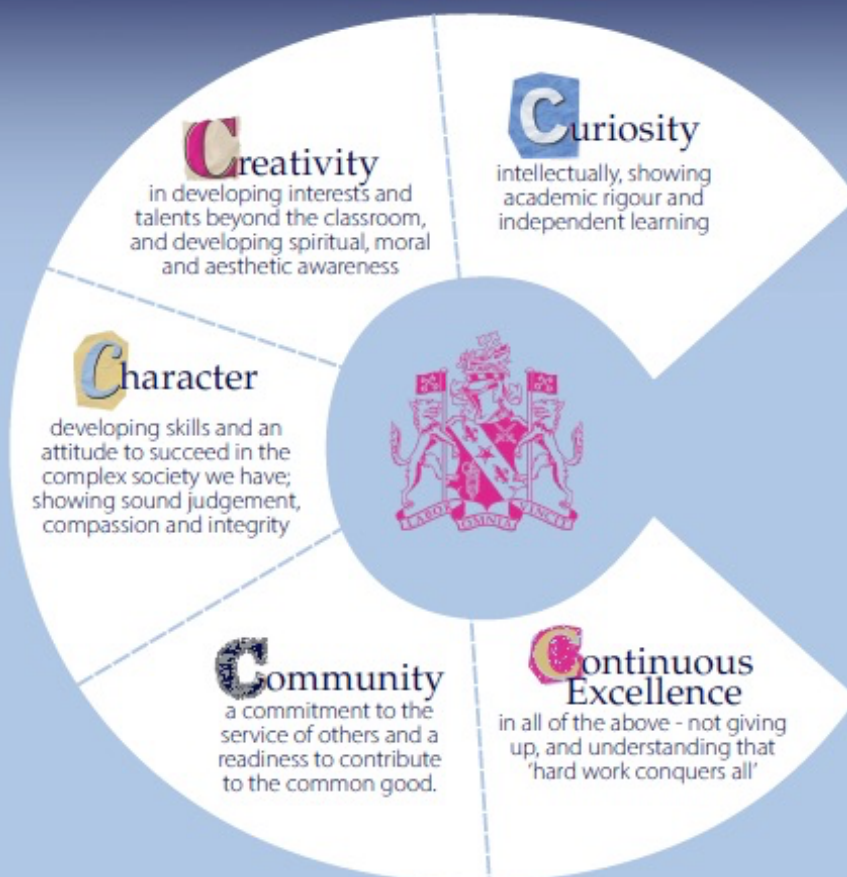 Curiosity
intellectually, showing
academic rigour and
independent learning
Creativity
in developing interests and
talents beyond the classroom,
and developing spiritual, moral
and aesthetic awareness
Character
developing skills and an
attitude to succeed in the
complex society we have;
showing sound judgement,
compassion and integrity
Community
a commitment to the
service of others and a
readiness to contribute
to the common good.
Continuous
Excellence
in all of the above - not giving
up, and understanding that
'hard work conquers all'
LABOR OMNIA VINCIT